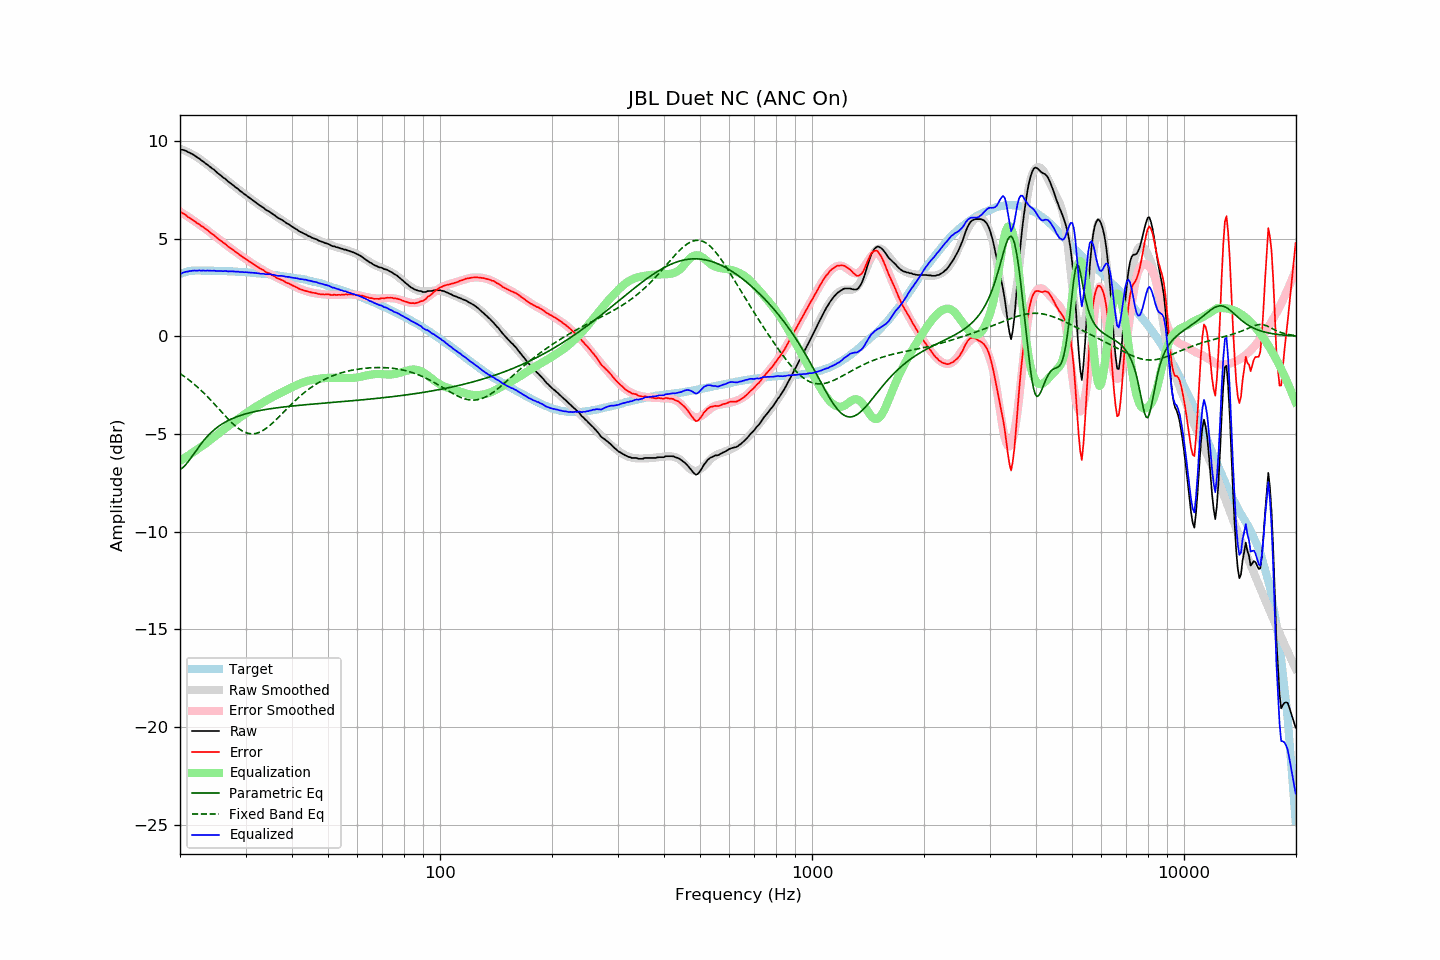 JBL Duet NC (ANC On)
10
5
0
−5
−10
−15
−20
−25
Amplitude (dBr)
Target
Raw Smoothed
Error Smoothed
Raw
Error
Equalization
Parametric Eq
Fixed Band Eq
Equalized
100
1000
10000
Frequency (Hz)